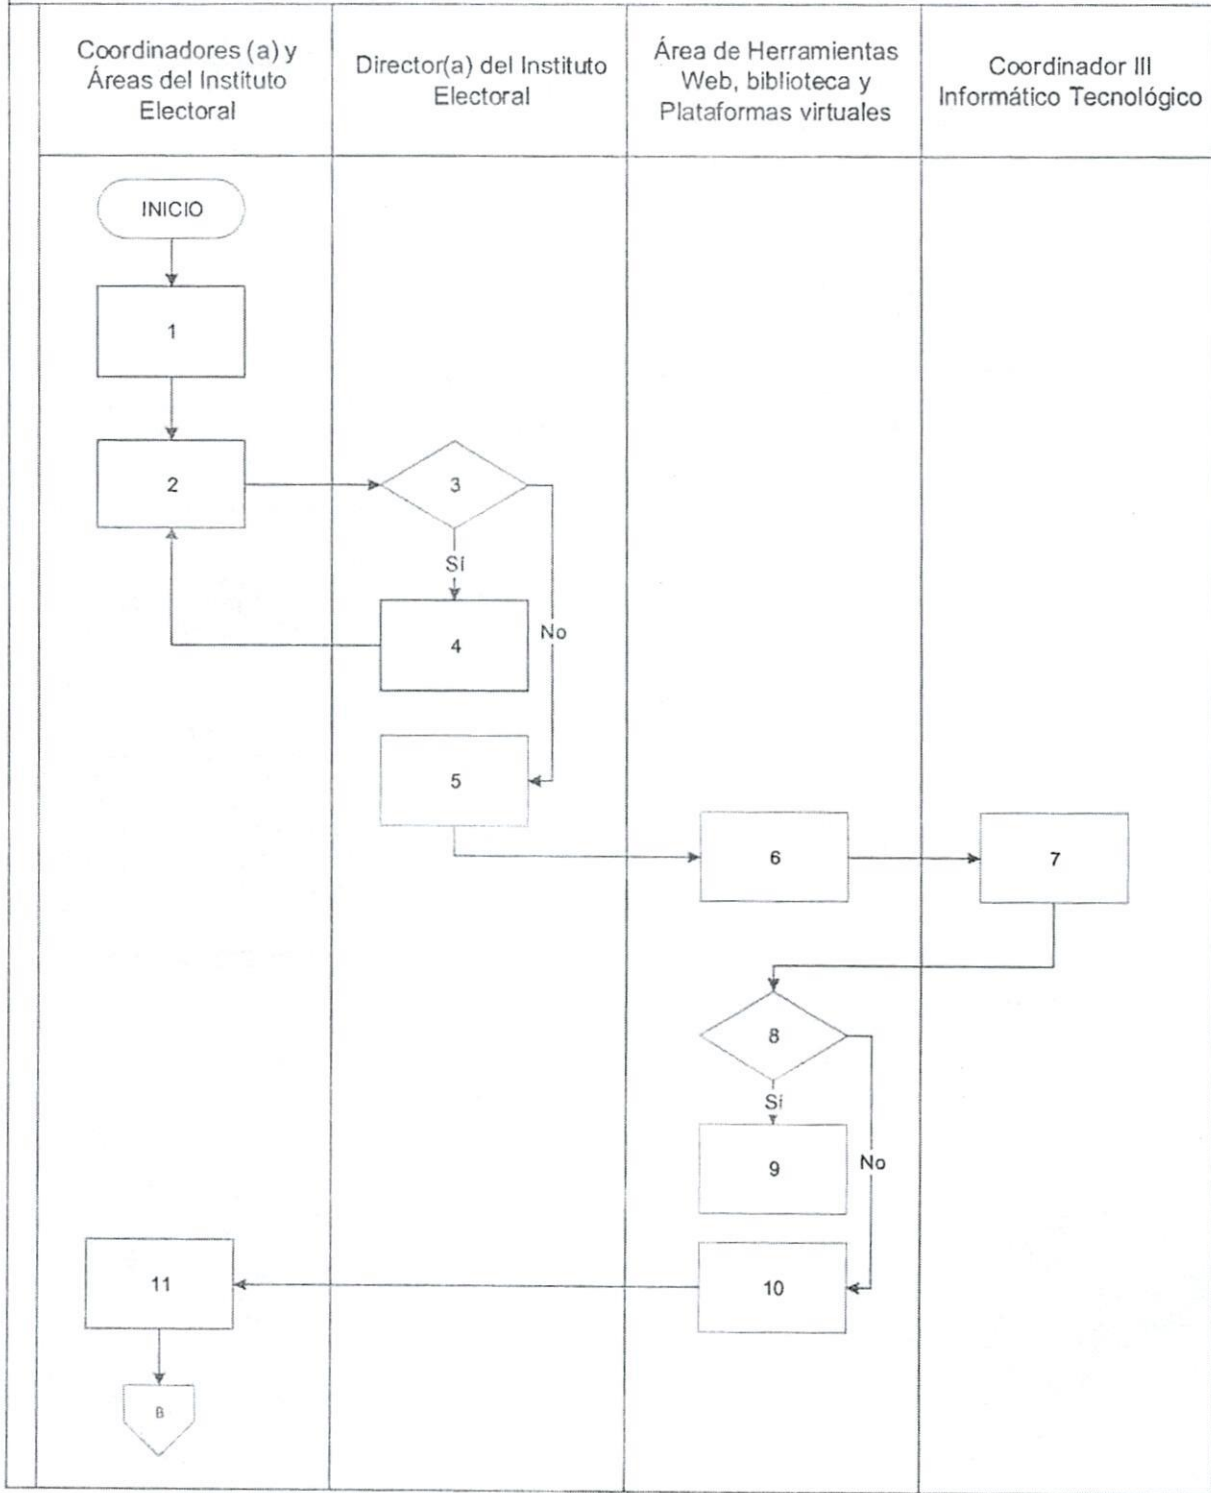 Coordinadores (a) y
Áreas del Instituto
Electoral
Director(a) del Instituto
Electoral
Área de Herramientas
Web, biblioteca y
Plataformas virtuales
Coordinador III
Informático Tecnológico
INICIO
1
2
3
Sí
4
No
5
6
7
8
Sí
9
No
10
11
B